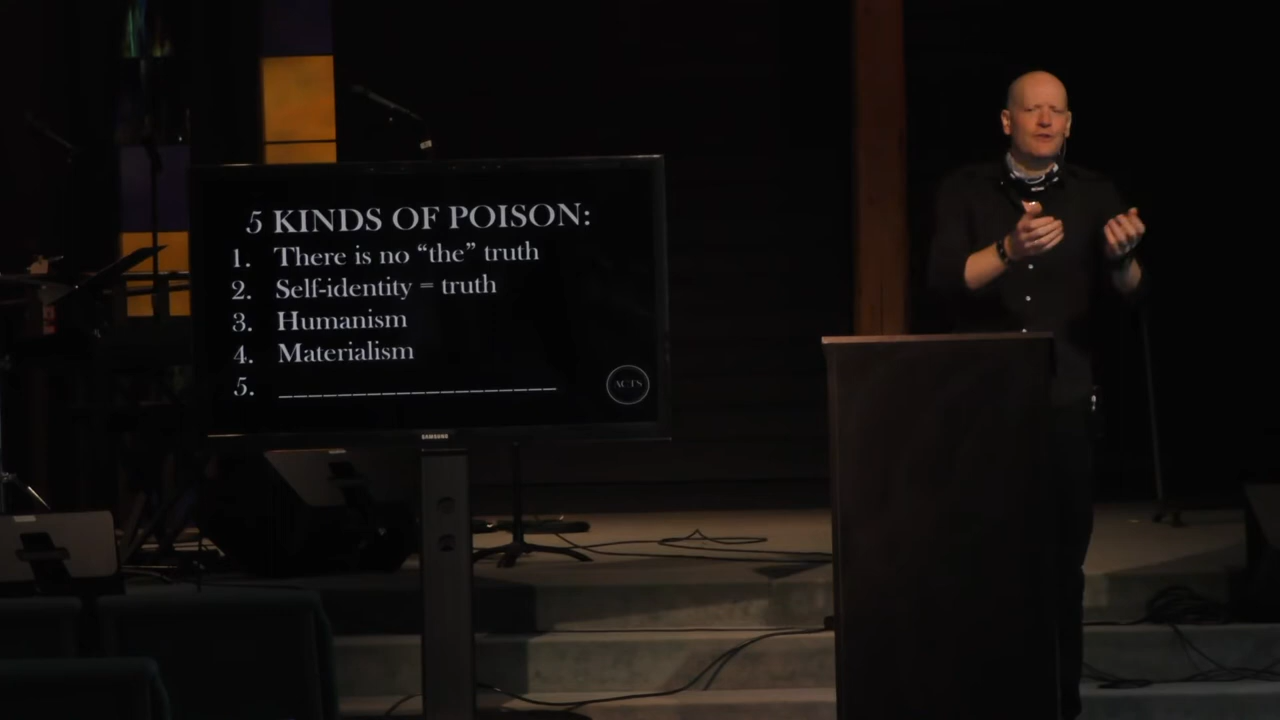 5 KINDS OF POISON:
1. There is no “the” truth
2. Self-identity = truth
3. Humanism
4. Materialism
5. ___________________
ACTS
SAMSUNG